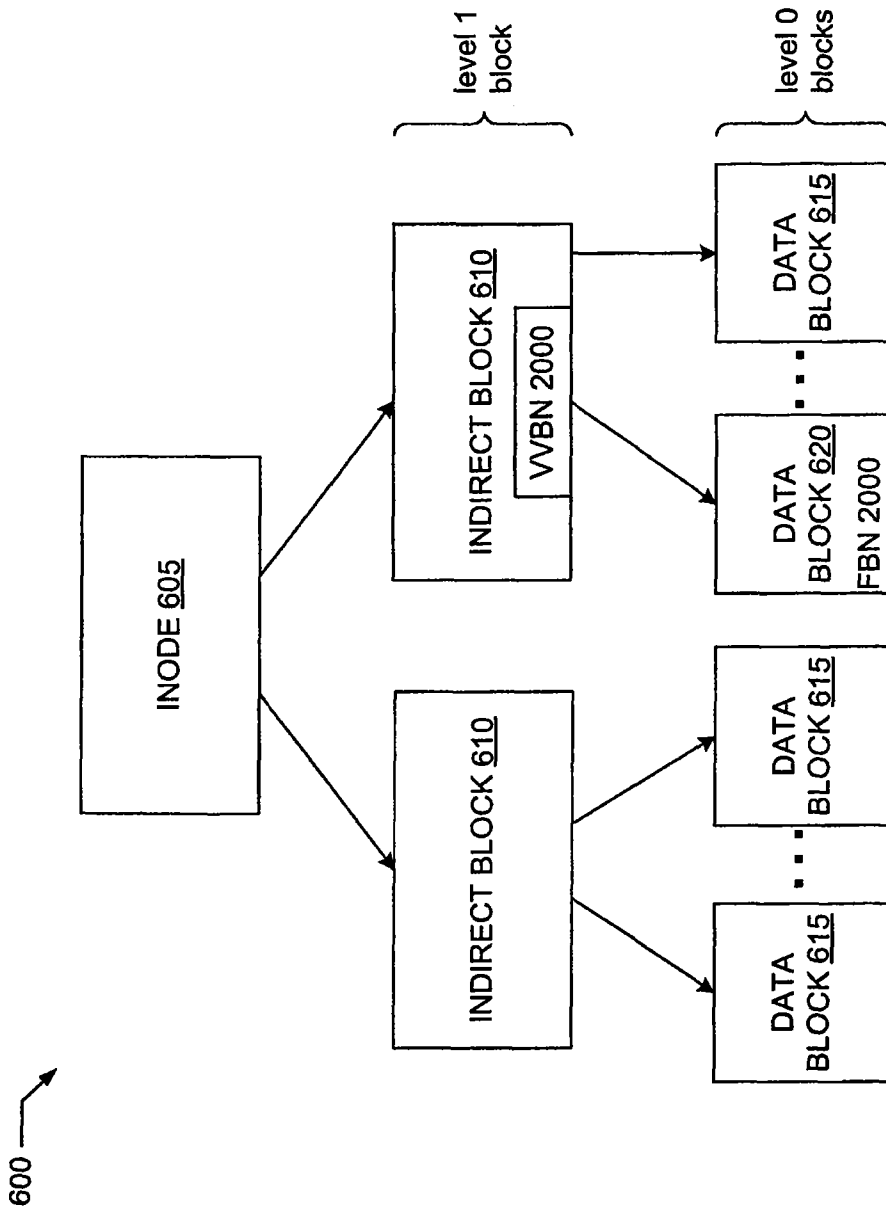 600
INODE 605
INDIRECT BLOCK 610
INDIRECT BLOCK 610
VVBN 2000
level 1
block
DATA
BLOCK 615
DATA
BLOCK 615
DATA
BLOCK 620
FBN 2000
DATA
BLOCK 615
level 0
blocks